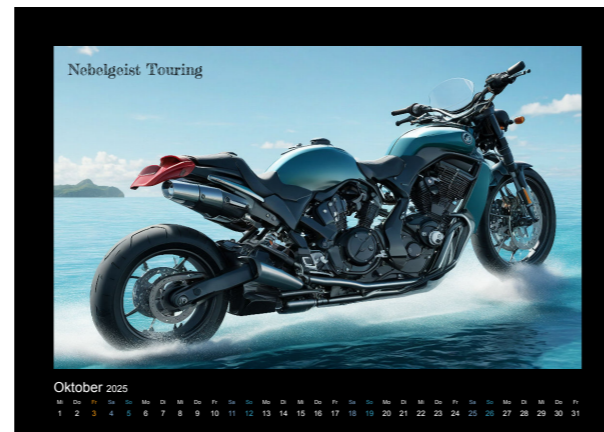 Nebelgeist Touring
Oktober 2025
Mi Do Fr Sa So Mo Di Mi Do Fr Sa So Mo Di Mi Do Fr Sa So Mo Di Mi Do Fr Sa So Mo Di Mi Do Fr
1 2 3 4 5 6 7 8 9 10 11 12 13 14 15 16 17 18 19 20 21 22 23 24 25 26 27 28 29 30 31